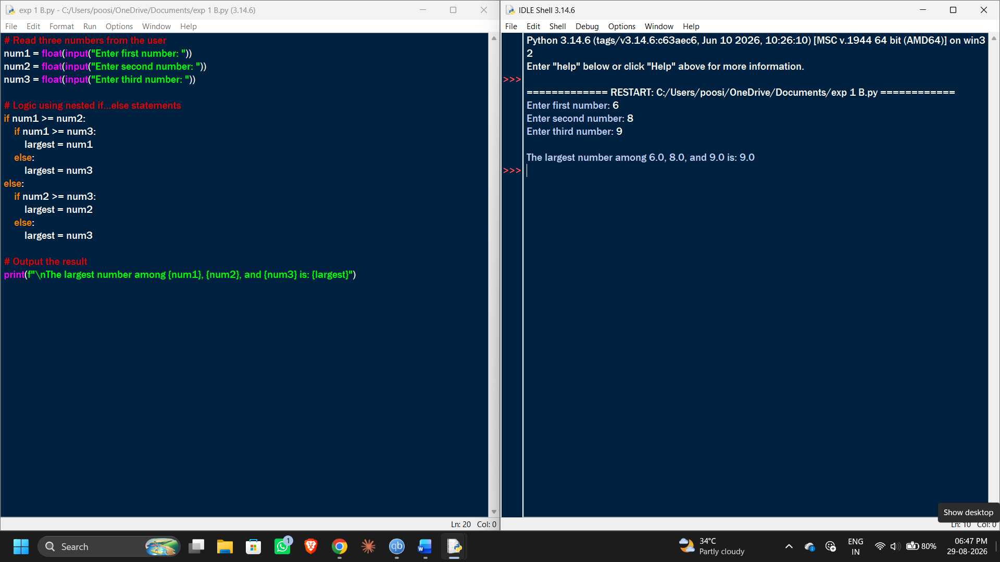 exp 1 B.py - C:/Users/poosi/OneDrive/Documents/exp 1 B.py (3.14.6)
File Edit Format Run Options Window Help
# Read three numbers from the user
num1 = float(input("Enter first number: "))
num2 = float(input("Enter second number: "))
num3 = float(input("Enter third number: "))
# Logic using nested if...else statements
if num1 >= num2:
    if num1 >= num3:
        largest = num1
    else:
        largest = num3
else:
    if num2 >= num3:
        largest = num2
    else:
        largest = num3
# Output the result
print(f"\nThe largest number among {num1}, {num2}, and {num3} is: {largest}")
Ln: 20 Col: 0
IDLE Shell 3.14.6
File Edit Shell Debug Options Window Help
Python 3.14.6 (tags/v3.14.6:c63aec6, Jun 10 2026, 10:26:10) [MSC v.1944 64 bit (AMD64)] on win3
2
Enter "help" below or click "Help" above for more information.
>>>
============= RESTART: C:/Users/poosi/OneDrive/Documents/exp 1 B.py ============
Enter first number: 6
Enter second number: 8
Enter third number: 9
The largest number among 6.0, 8.0, and 9.0 is: 9.0
>>>
Show desktop
Ln: 10 Col: 0
Search
1
qb
W
34°C
Partly cloudy
ENG
IN
80%
06:47 PM
29-08-2026